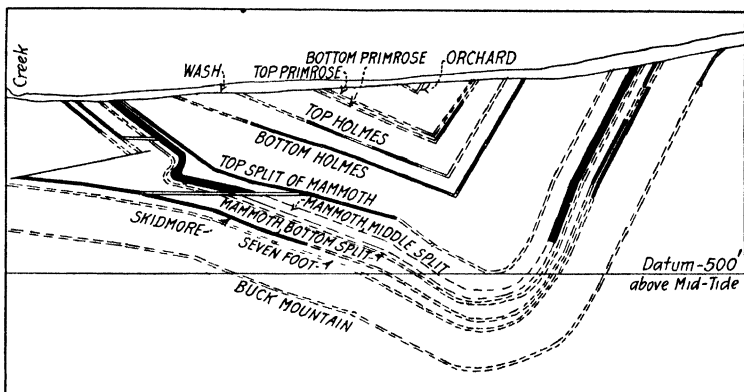 Creek
WASH
BOTTOM PRIMROSE
TOP PRIMROSE
ORCHARD
TOP HOLMES
BOTTOM HOLMES
TOP SPLIT OF MAMMOTH
MAMMOTH, MIDDLE SPLIT
MAMMOTH, BOTTOM SPLIT
SKIDMORE
SEVEN FOOT
BUCK MOUNTAIN
Datum-500'
above Mid-Tide